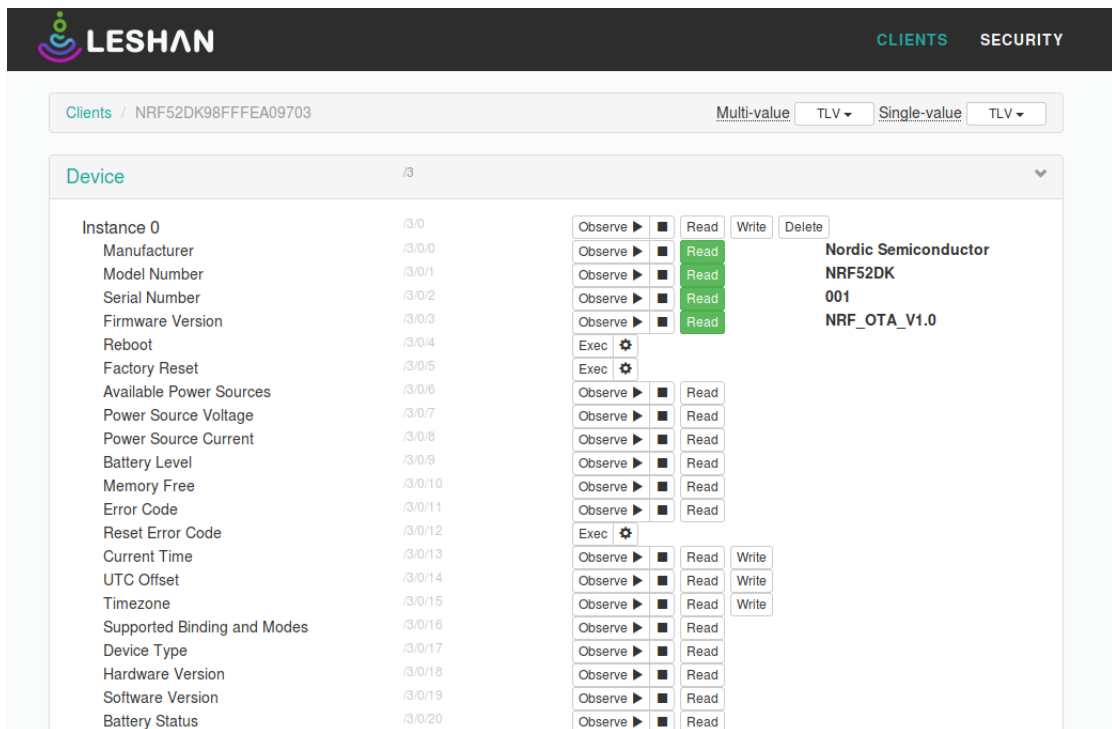 LESHΛN CLIENTS SECURITY
Clients / NRF52DK98FFFEA09703 Multi-value TLV Single-value TLV
Device /3
Instance 0 /3/0 Observe Read Write Delete
Manufacturer /3/0/0 Observe Read Nordic Semiconductor
Model Number /3/0/1 Observe Read NRF52DK
Serial Number /3/0/2 Observe Read 001
Firmware Version /3/0/3 Observe Read NRF_OTA_V1.0
Reboot /3/0/4 Exec
Factory Reset /3/0/5 Exec
Available Power Sources /3/0/6 Observe Read
Power Source Voltage /3/0/7 Observe Read
Power Source Current /3/0/8 Observe Read
Battery Level /3/0/9 Observe Read
Memory Free /3/0/10 Observe Read
Error Code /3/0/11 Observe Read
Reset Error Code /3/0/12 Exec
Current Time /3/0/13 Observe Read Write
UTC Offset /3/0/14 Observe Read Write
Timezone /3/0/15 Observe Read Write
Supported Binding and Modes /3/0/16 Observe Read
Device Type /3/0/17 Observe Read
Hardware Version /3/0/18 Observe Read
Software Version /3/0/19 Observe Read
Battery Status /3/0/20 Observe Read